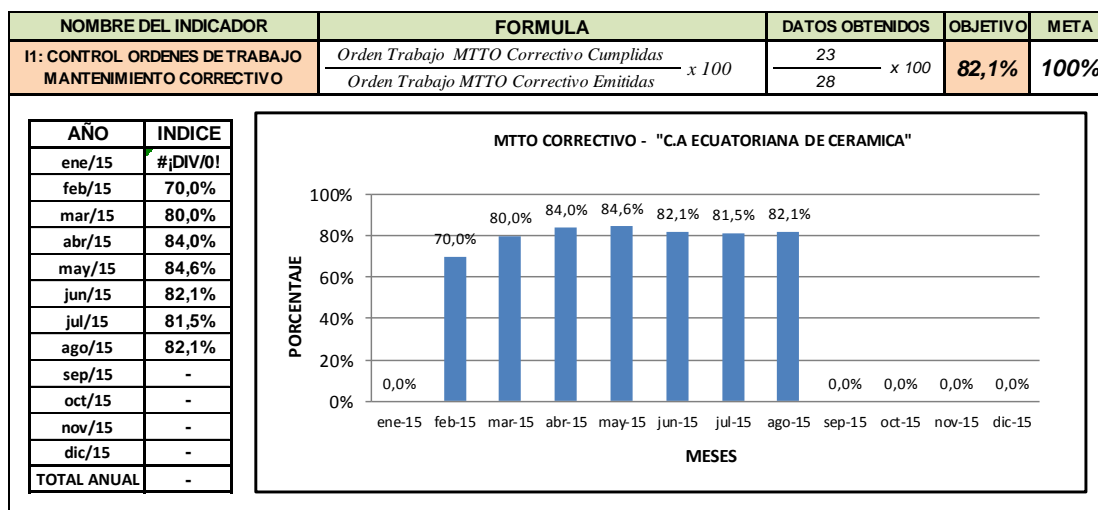 NOMBRE DEL INDICADOR FORMULA DATOS OBTENIDOS OBJETIVO META
I1: CONTROL ORDENES DE TRABAJO MANTENIMIENTO CORRECTIVO
Orden Trabajo MTTO Correctivo Cumplidas
Orden Trabajo MTTO Correctivo Emitidas
x 100
23
28
x 100
82,1%
100%
AÑO INDICE
ene/15 #¡DIV/0!
feb/15 70,0%
mar/15 80,0%
abr/15 84,0%
may/15 84,6%
jun/15 82,1%
jul/15 81,5%
ago/15 82,1%
sep/15 -
oct/15 -
nov/15 -
dic/15 -
TOTAL ANUAL -
MTTO CORRECTIVO - "C.A ECUATORIANA DE CERAMICA"
PORCENTAJE
100%
80%
60%
40%
20%
0%
0,0% 70,0% 80,0% 84,0% 84,6% 82,1% 81,5% 82,1% 0,0% 0,0% 0,0% 0,0%
ene-15 feb-15 mar-15 abr-15 may-15 jun-15 jul-15 ago-15 sep-15 oct-15 nov-15 dic-15
MESES